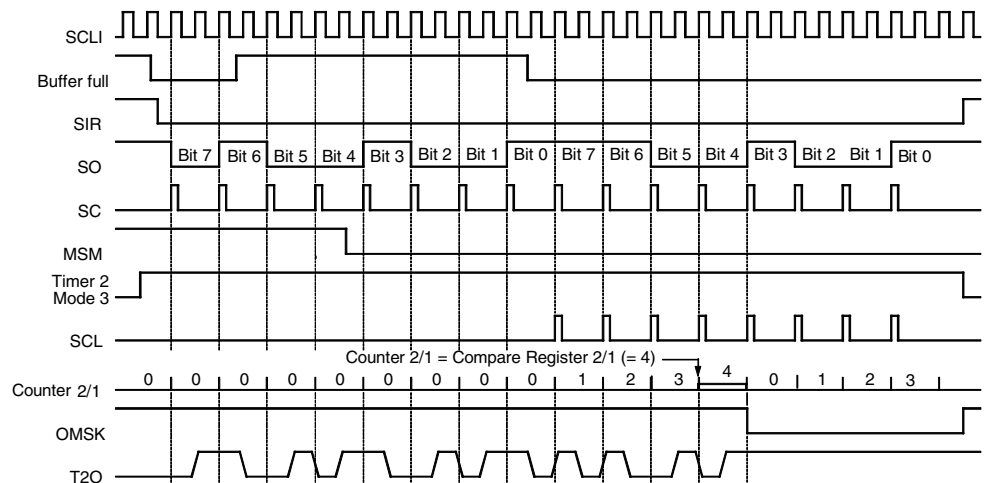 SCLI
Buffer full
SIR
SO Bit 7 Bit 6 Bit 5 Bit 4 Bit 3 Bit 2 Bit 1 Bit 0 Bit 7 Bit 6 Bit 5 Bit 4 Bit 3 Bit 2 Bit 1 Bit 0
SC
MSM
Timer 2
Mode 3
SCL
Counter 2/1 = Compare Register 2/1 (= 4)
Counter 2/1 0 0 0 0 0 0 0 0 0 1 2 3 4 0 1 2 3
OMSK
T2O